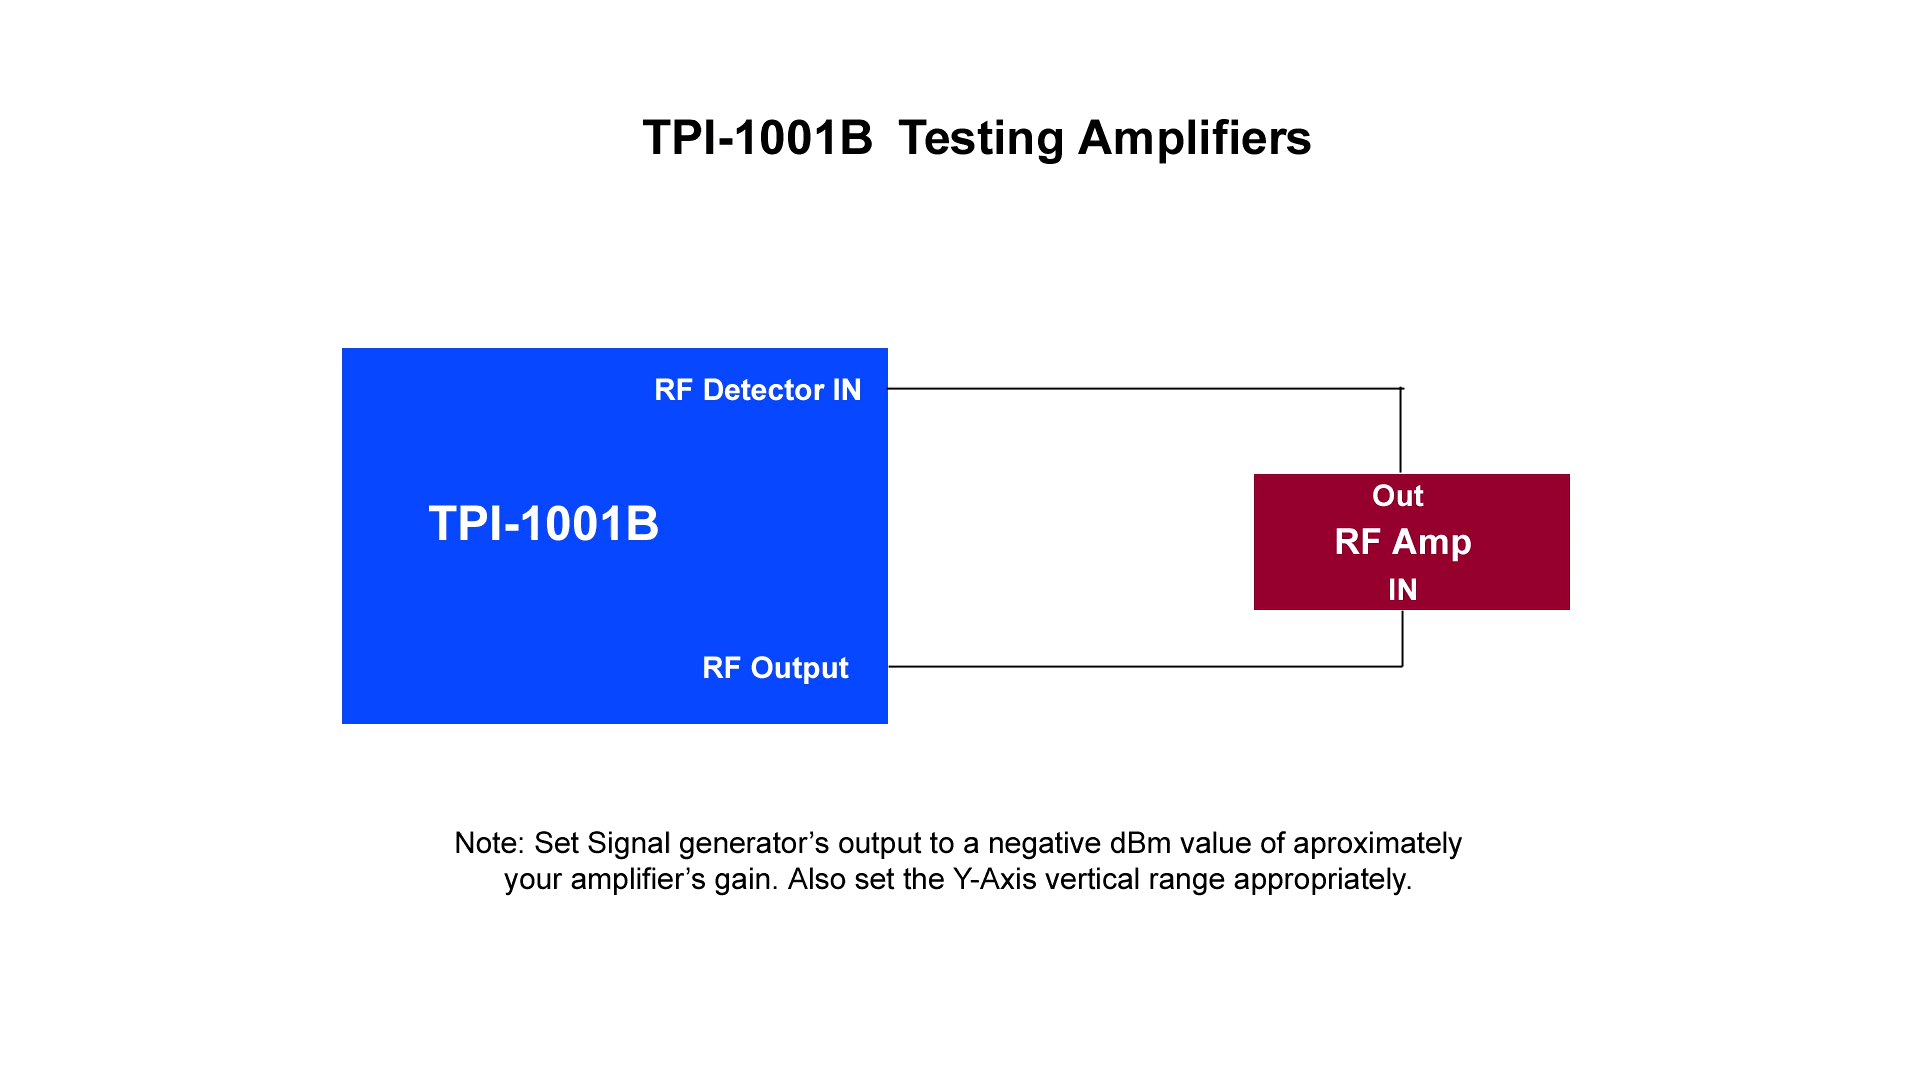 TPI-1001B  Testing Amplifiers
RF Detector IN
TPI-1001B
RF Output
Out
RF Amp
IN
Note: Set Signal generator’s output to a negative dBm value of aproximately
your amplifier’s gain. Also set the Y-Axis vertical range appropriately.